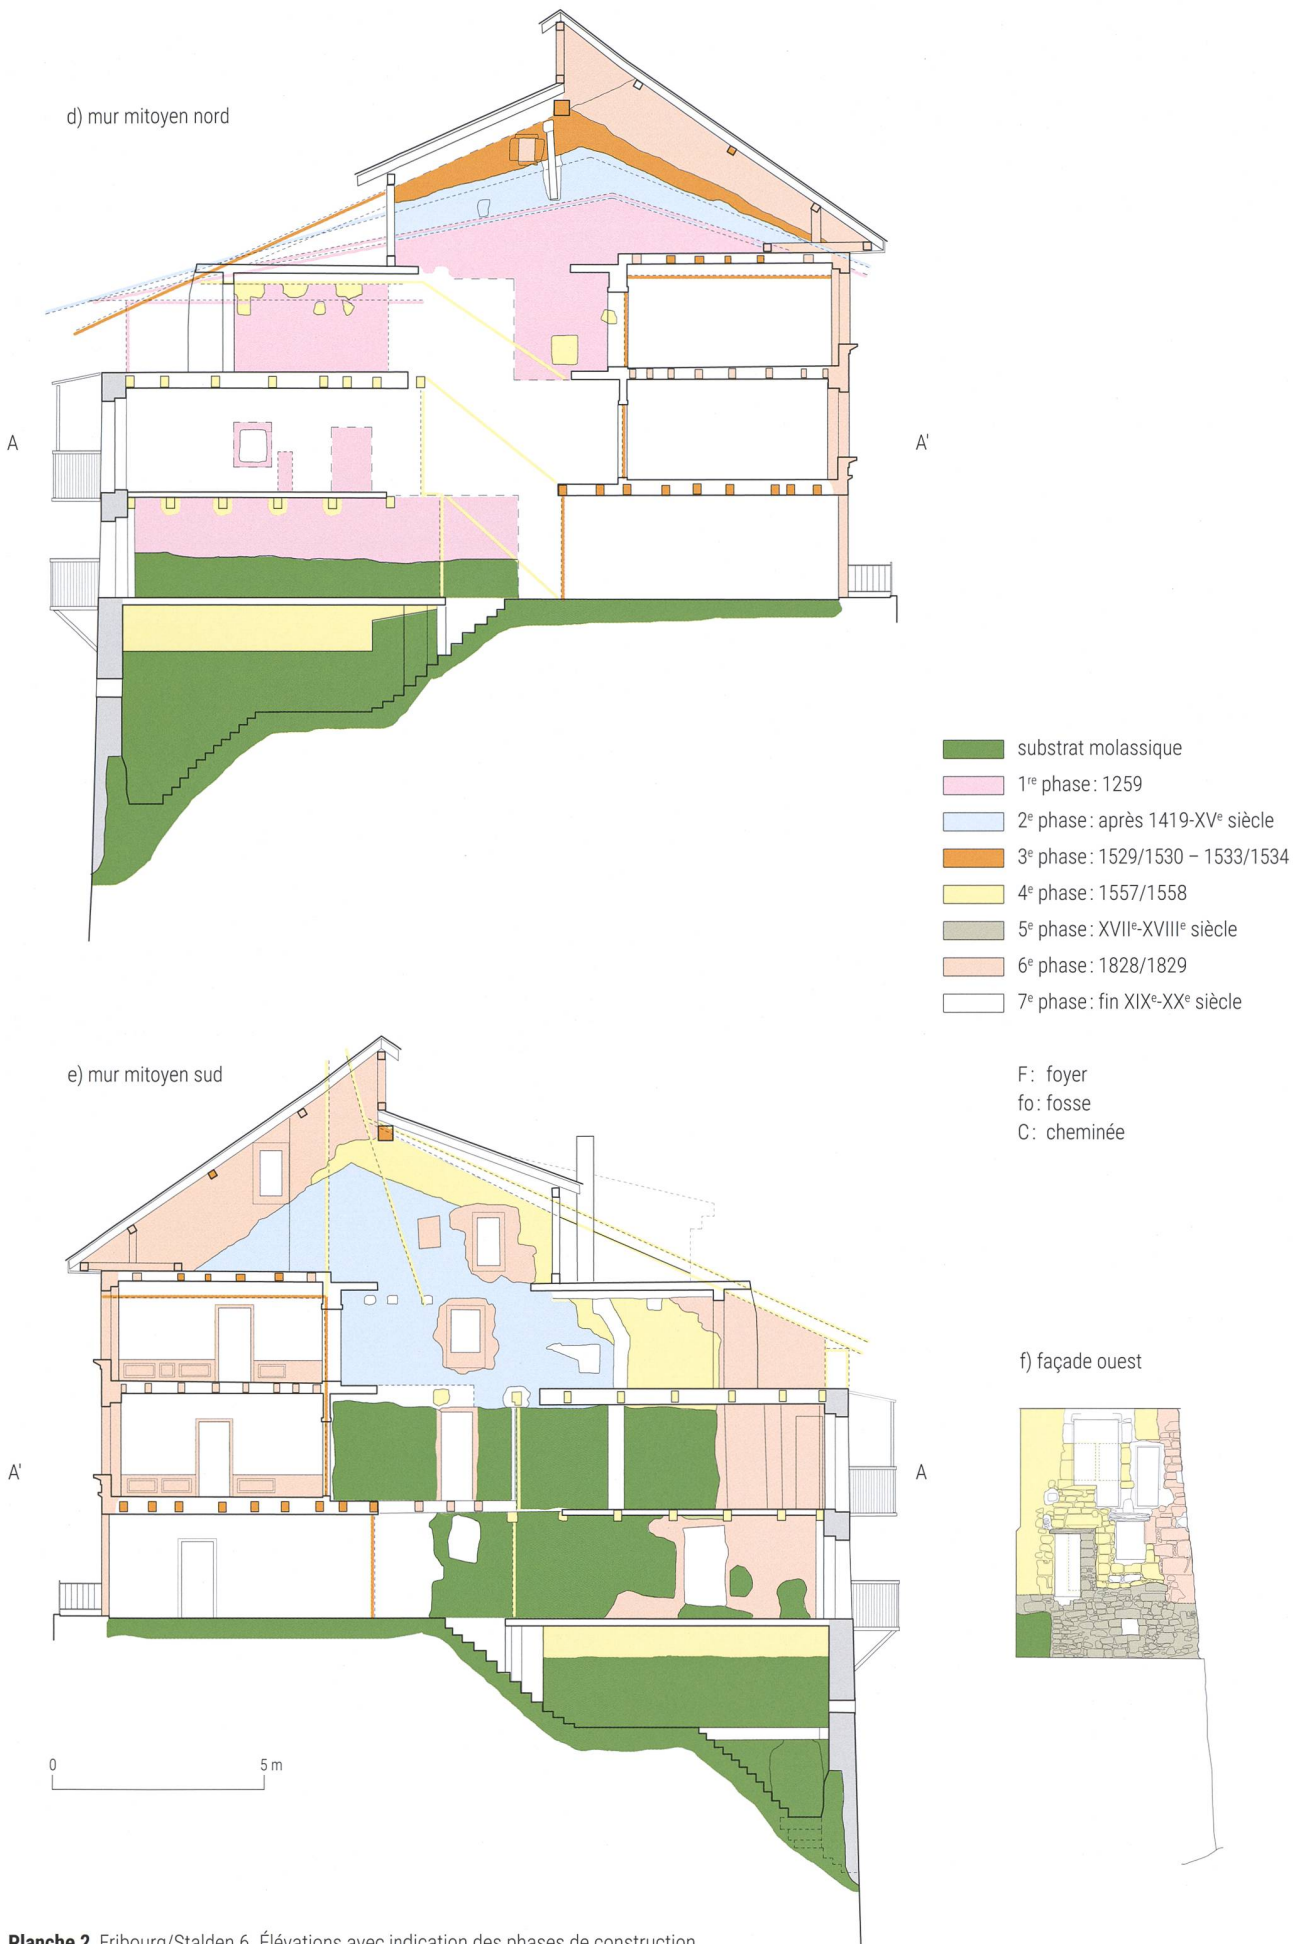 d) mur mitoyen nord
A
A'
substrat molassique
1re phase: 1259
2e phase: après 1419-XVe siècle
3e phase: 1529/1530 – 1533/1534
4e phase: 1557/1558
5e phase: XVIIe-XVIIIe siècle
6e phase: 1828/1829
7e phase: fin XIXe-XXe siècle
F: foyer
fo: fosse
C: cheminée
e) mur mitoyen sud
f) façade ouest
A'
A
0
5 m
Planche 2 Fribourg/Stalden 6. Élévations avec indication des phases de construction